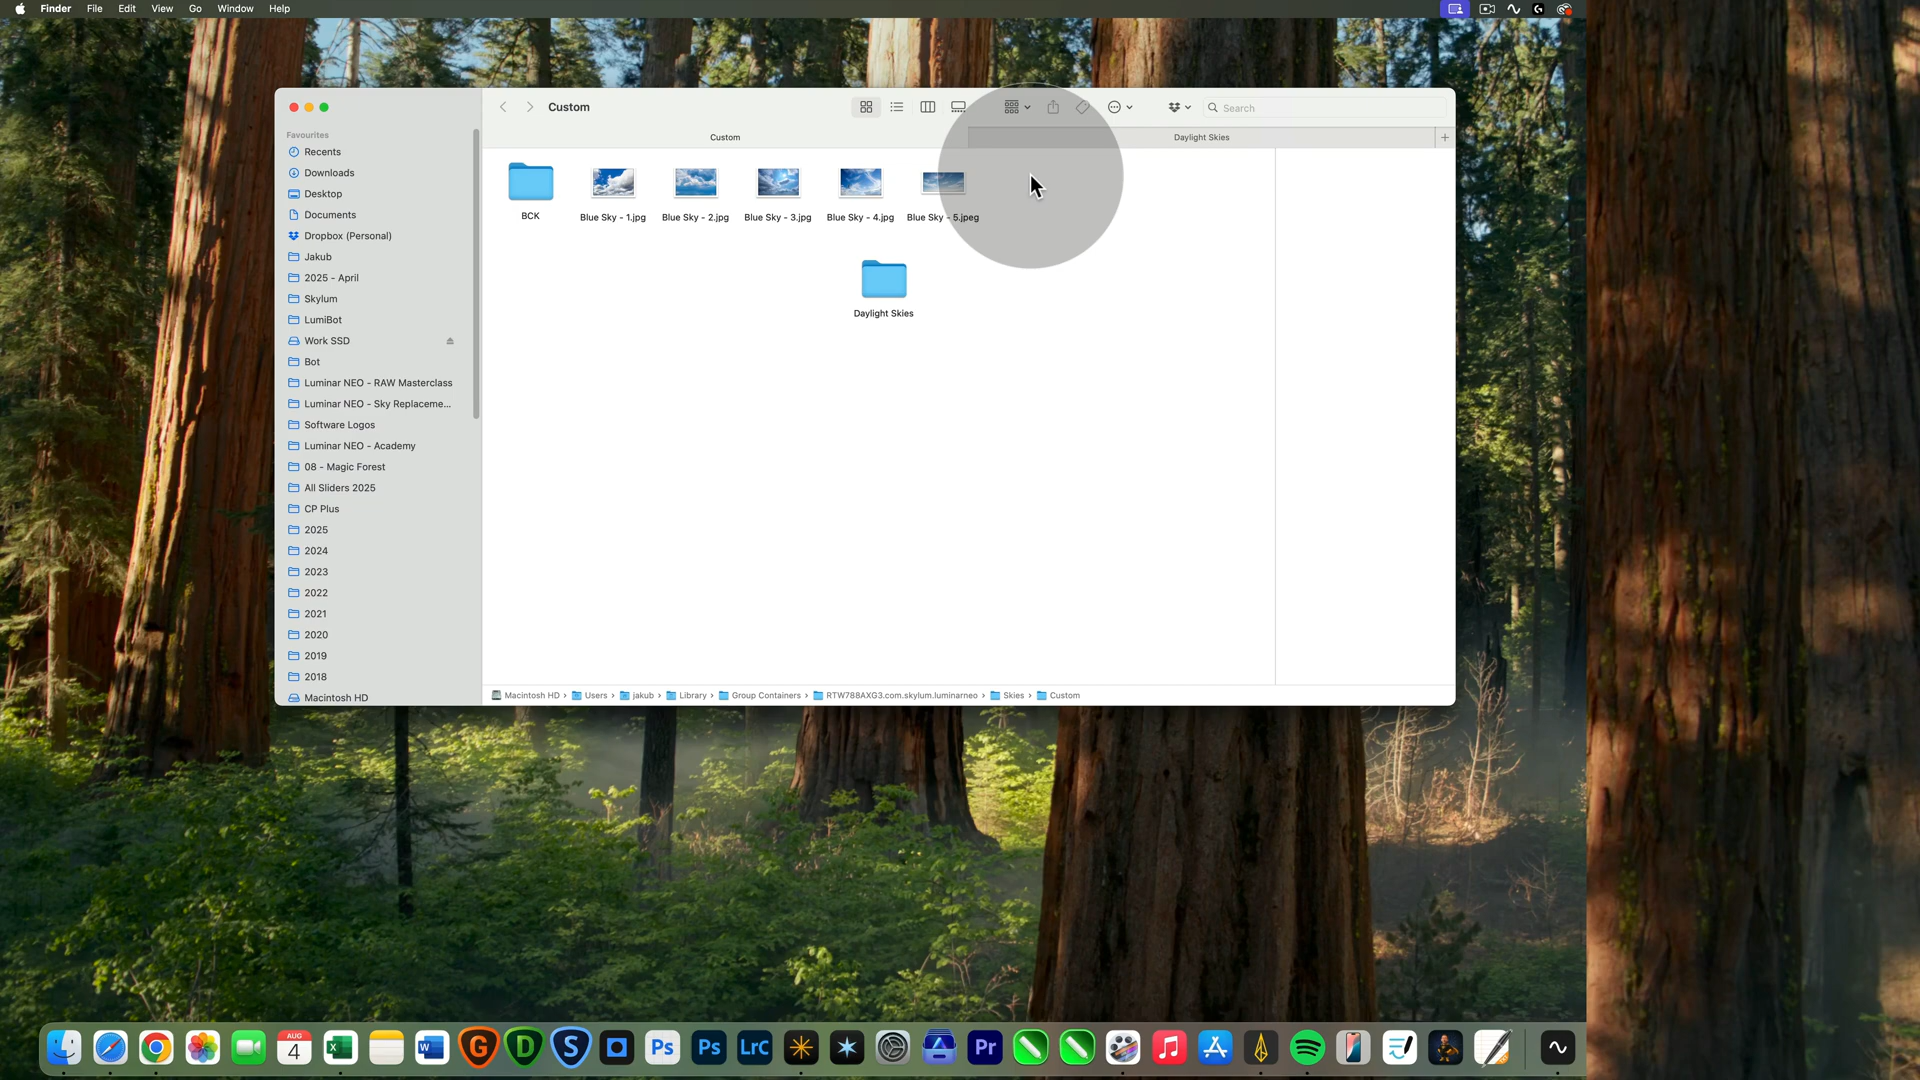 Finder File Edit View Go Window Help
Custom
Search
Custom
Daylight Skies
Favourites
Recents
Downloads
Desktop
Documents
Dropbox (Personal)
Jakub
2025 - April
Skylum
LumiBot
Work SSD
Bot
Luminar NEO - RAW Masterclass
Luminar NEO - Sky Replaceme...
Software Logos
Luminar NEO - Academy
08 - Magic Forest
All Sliders 2025
CP Plus
2025
2024
2023
2022
2021
2020
2019
2018
Macintosh HD
BCK
Blue Sky - 1.jpg
Blue Sky - 2.jpg
Blue Sky - 3.jpg
Blue Sky - 4.jpg
Blue Sky - 5.jpeg
Daylight Skies
Macintosh HD › Users › jakub › Library › Group Containers › RTW788AXG3.com.skylum.luminarneo › Skies › Custom
AUG
4
X
W
G
D
S
Ps
Ps
LrC
Pr